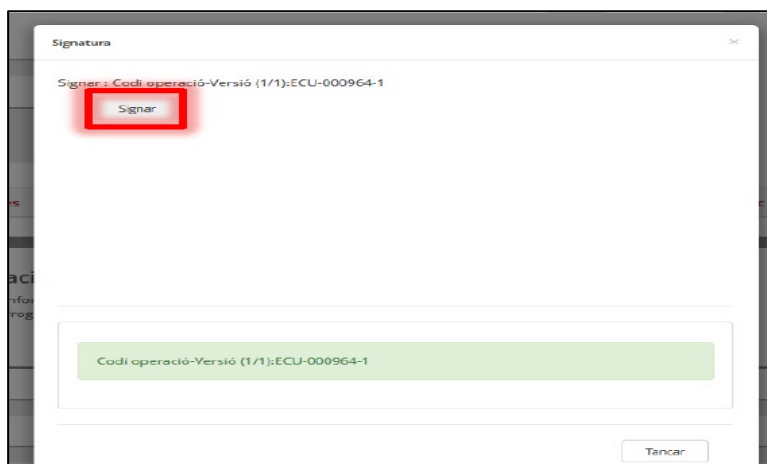 Signatura
Signar : Codi operació-Versió (1/1):ECU-000964-1
Signar
Codi operació-Versió (1/1):ECU-000964-1
Tancar